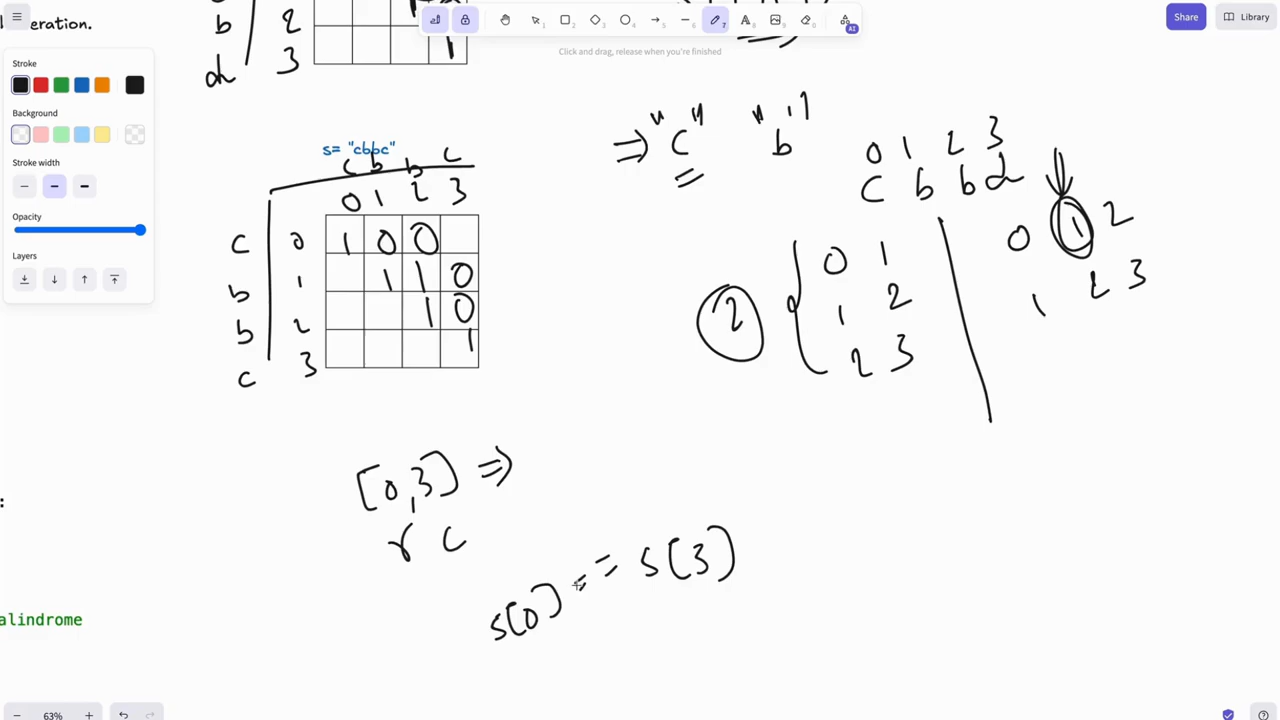 eration.
Share
Library
Click and drag, release when you're finished
Stroke
Background
Stroke width
Opacity
Layers
b 2
d 3
1
1
⇒ "c" "b"
0 1 2 3
c b b d
s= "cbbc"
c b b c
0 1 2 3
c 0 1 0 0
b 1 1 1 0
b 2 1 0
c 3 1
2
0 1
1 2
2 3
0 1 2
1 2 3
[0,3] ⇒
r c
s[0] == s[3]
:
alindrome
63%